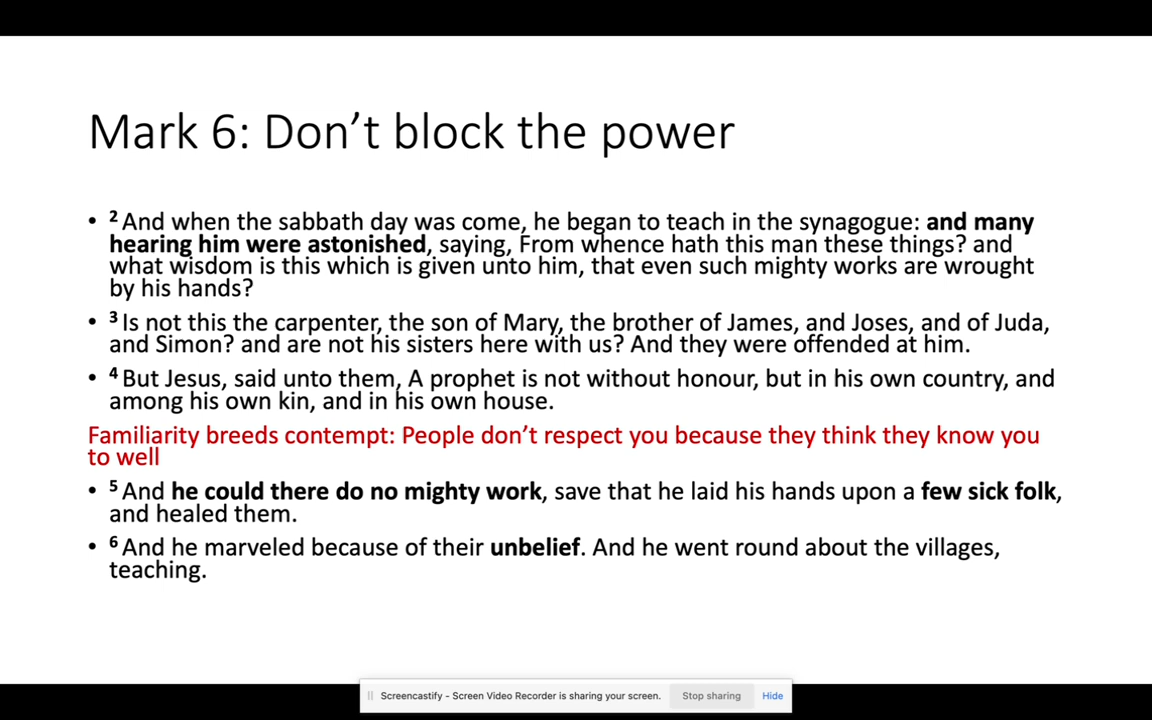 Mark 6: Don’t block the power
• ² And when the sabbath day was come, he began to teach in the synagogue: and many
hearing him were astonished, saying, From whence hath this man these things? and
what wisdom is this which is given unto him, that even such mighty works are wrought
by his hands?
• ³ Is not this the carpenter, the son of Mary, the brother of James, and Joses, and of Juda,
and Simon? and are not his sisters here with us? And they were offended at him.
• ⁴ But Jesus, said unto them, A prophet is not without honour, but in his own country, and
among his own kin, and in his own house.
Familiarity breeds contempt: People don’t respect you because they think they know you
to well
• ⁵ And he could there do no mighty work, save that he laid his hands upon a few sick folk,
and healed them.
• ⁶ And he marveled because of their unbelief. And he went round about the villages,
teaching.
Screencastify - Screen Video Recorder is sharing your screen. Stop sharing Hide